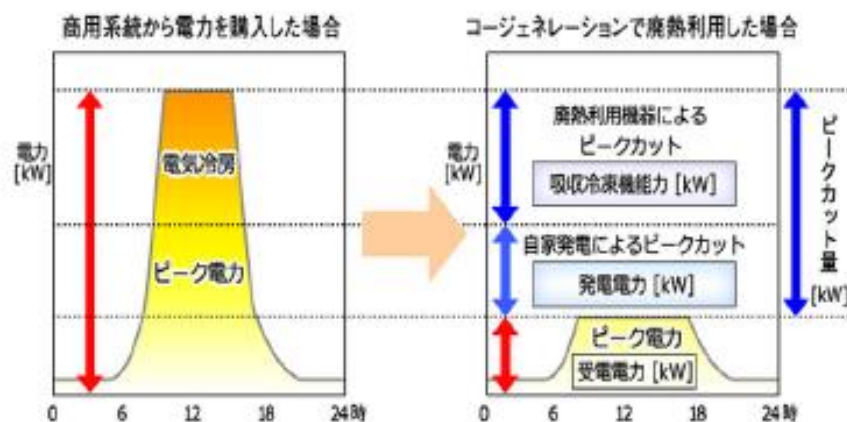 商用系統から電力を購入した場合
電力
[kW]
電気冷房
ピーク電力
0 6 12 18 24時
コージェネレーションで廃熱利用した場合
電力
[kW]
廃熱利用機器による
ピークカット
吸収冷凍機能力 [kW]
自家発電によるピークカット
発電電力 [kW]
ピーク電力
受電電力 [kW]
0 6 12 18 24時
ピークカット量
[kW]